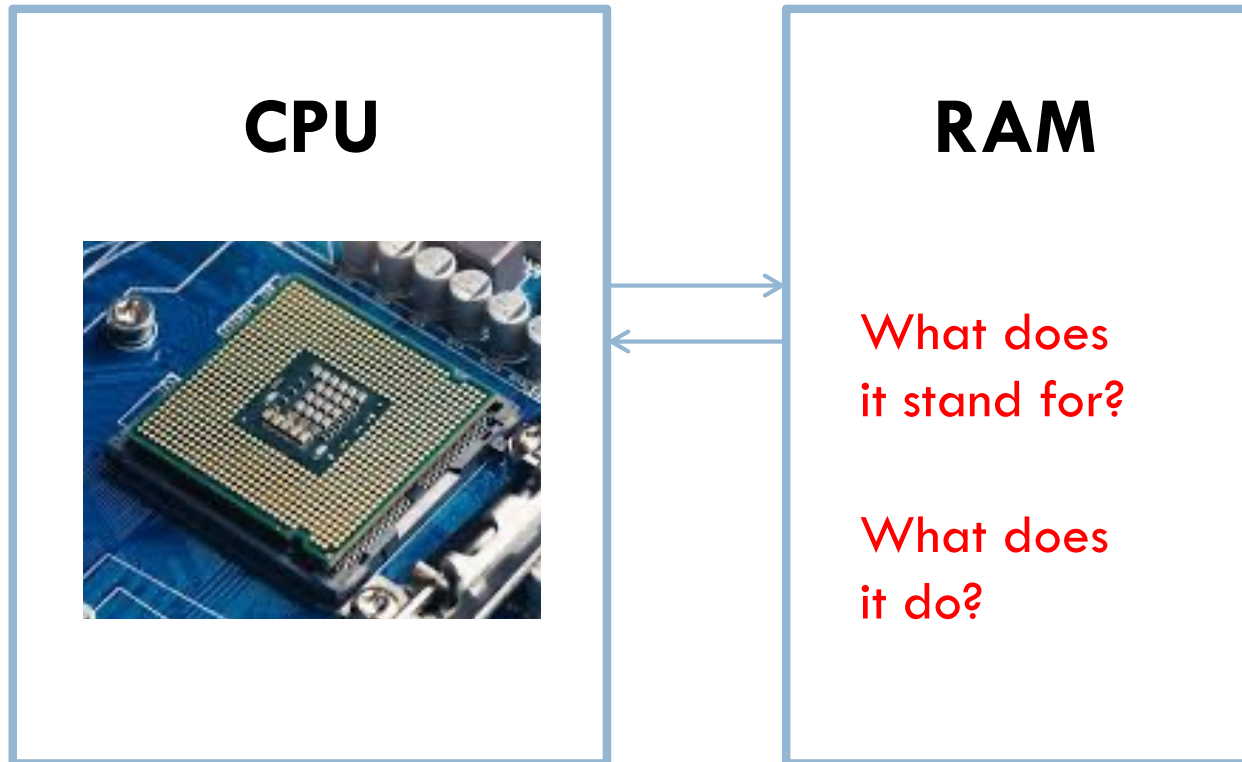 CPU
RAM
What does
it stand for?
What does
it do?